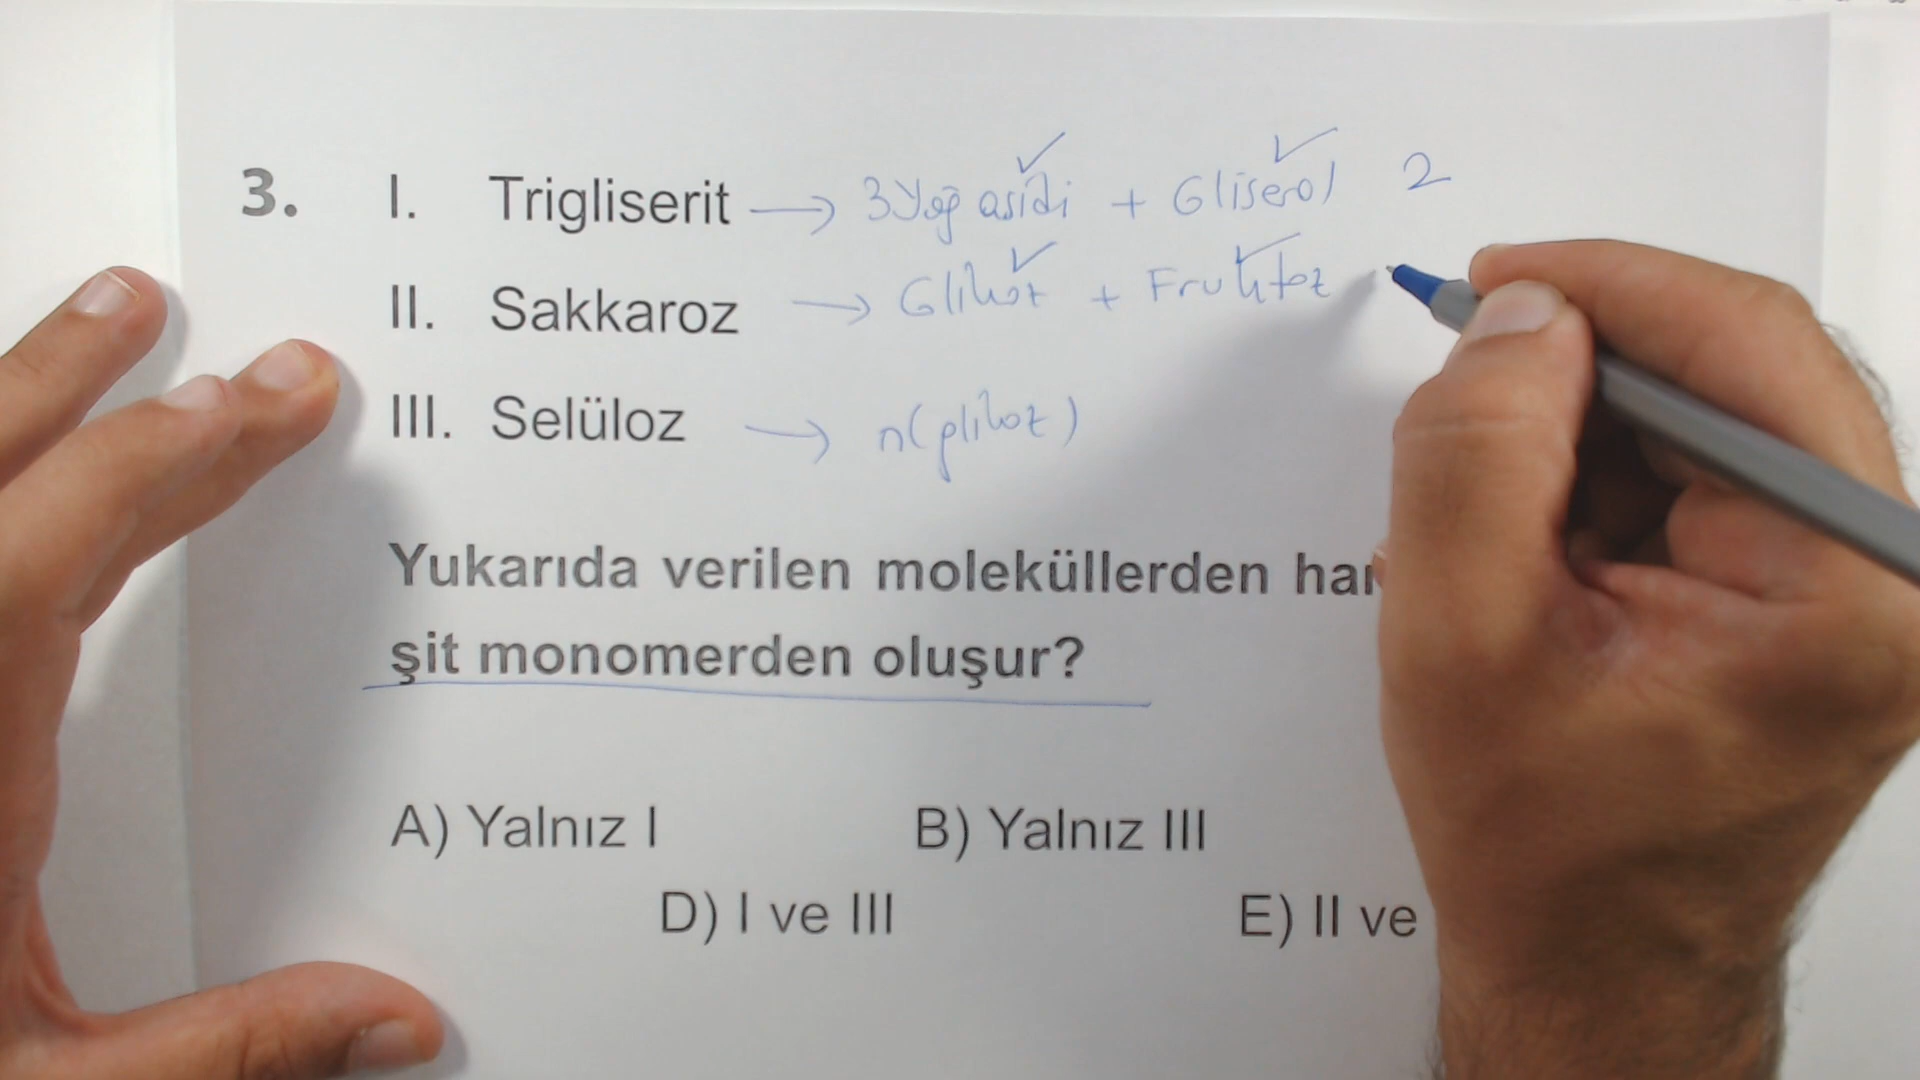 3. I. Trigliserit → 3 Yağ asidi + Gliserol 2
II. Sakkaroz → Glikoz + Fruktoz
III. Selüloz → n(glikoz)
Yukarıda verilen moleküllerden
şit monomerden oluşur?
A) Yalnız I B) Yalnız III
D) I ve III E) II ve